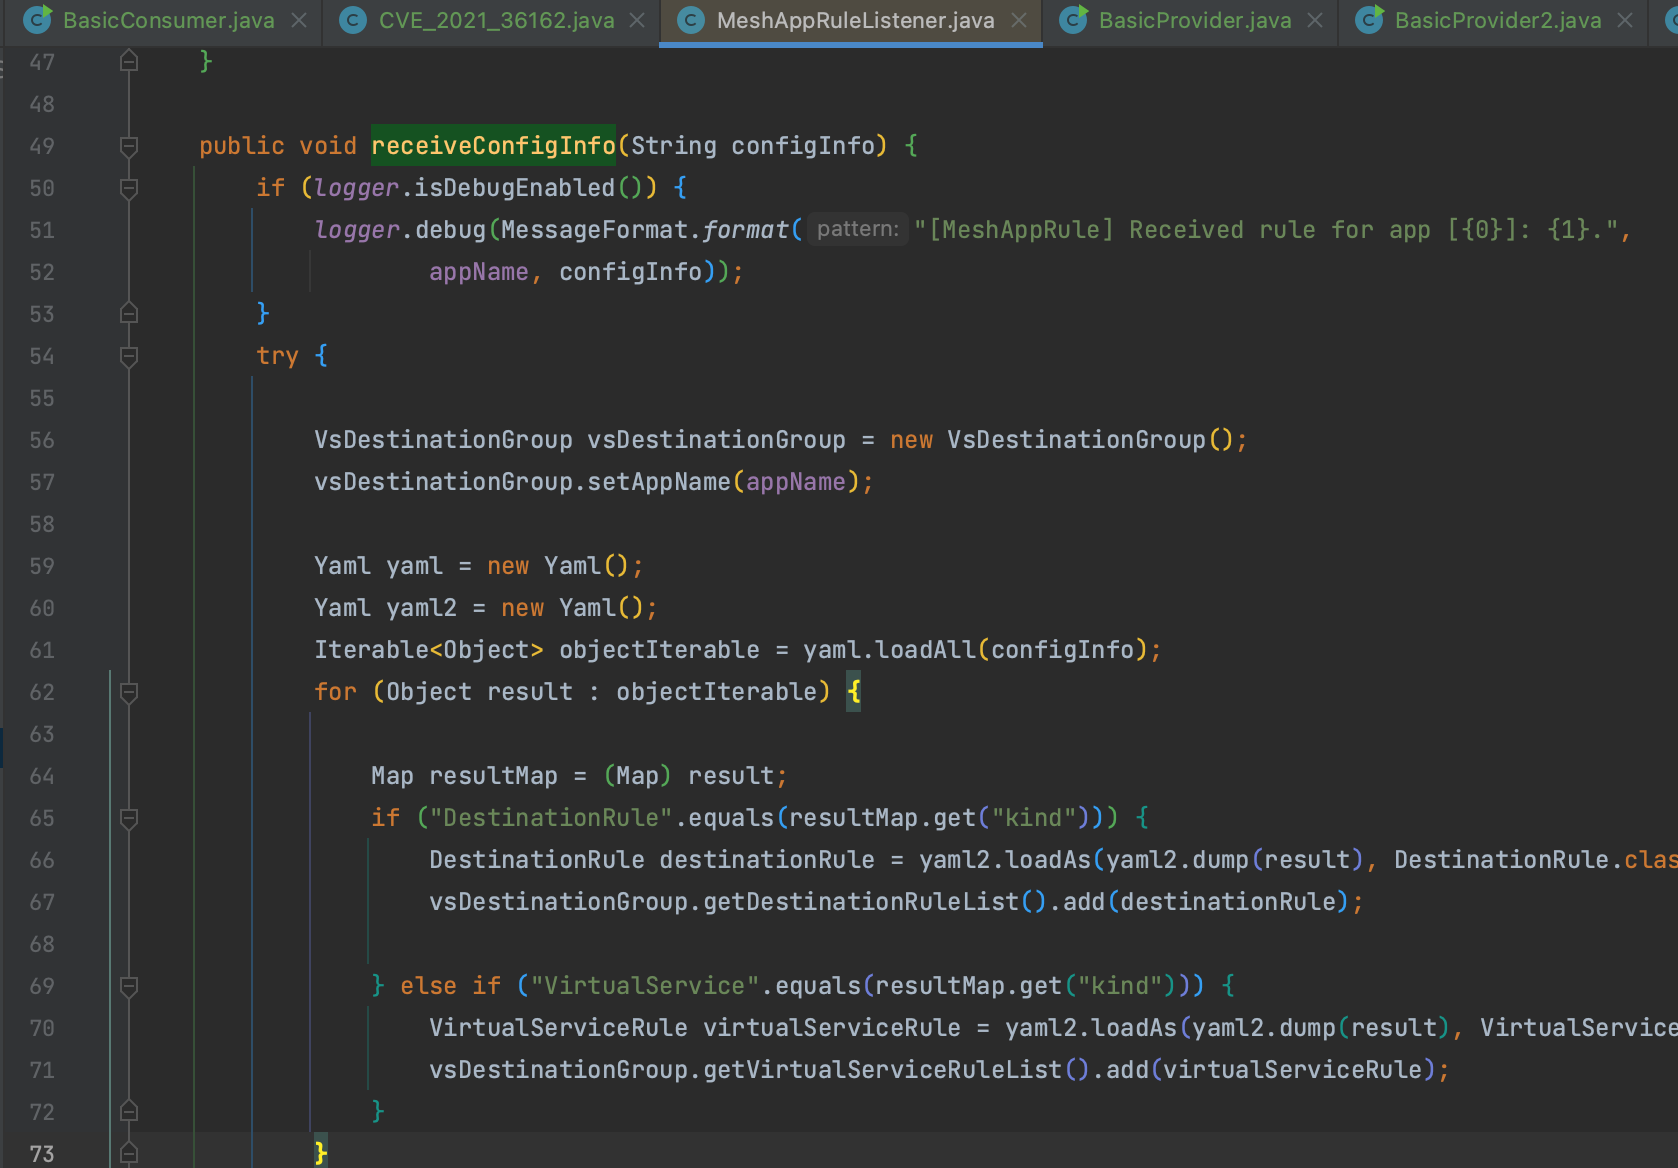 BasicConsumer.java CVE_2021_36162.java MeshAppRuleListener.java BasicProvider.java BasicProvider2.java
47 }
48
49 public void receiveConfigInfo(String configInfo) {
50 if (logger.isDebugEnabled()) {
51 logger.debug(MessageFormat.format( pattern: "[MeshAppRule] Received rule for app [{0}]: {1}.",
52 appName, configInfo));
53 }
54 try {
55
56 VsDestinationGroup vsDestinationGroup = new VsDestinationGroup();
57 vsDestinationGroup.setAppName(appName);
58
59 Yaml yaml = new Yaml();
60 Yaml yaml2 = new Yaml();
61 Iterable<Object> objectIterable = yaml.loadAll(configInfo);
62 for (Object result : objectIterable) {
63
64 Map resultMap = (Map) result;
65 if ("DestinationRule".equals(resultMap.get("kind"))) {
66 DestinationRule destinationRule = yaml2.loadAs(yaml2.dump(result), DestinationRule.clas
67 vsDestinationGroup.getDestinationRuleList().add(destinationRule);
68
69 } else if ("VirtualService".equals(resultMap.get("kind"))) {
70 VirtualServiceRule virtualServiceRule = yaml2.loadAs(yaml2.dump(result), VirtualService
71 vsDestinationGroup.getVirtualServiceRuleList().add(virtualServiceRule);
72 }
73 }